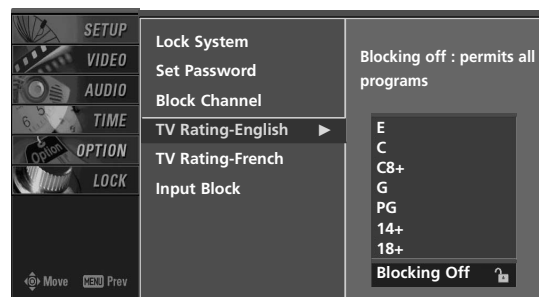 SETUP
VIDEO
AUDIO
TIME
OPTION
LOCK
Move MENU Prev
Lock System
Set Password
Block Channel
TV Rating-English ►
TV Rating-French
Input Block
Blocking off : permits all
programs
E
C
C8+
G
PG
14+
18+
Blocking Off